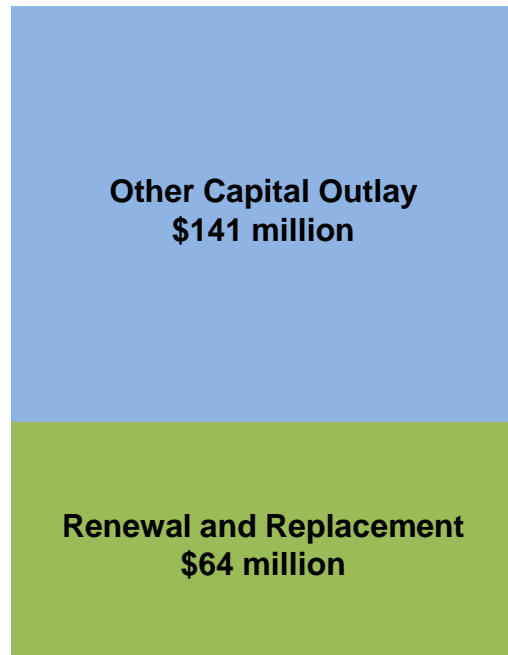 Other Capital Outlay
$141 million
Renewal and Replacement
$64 million